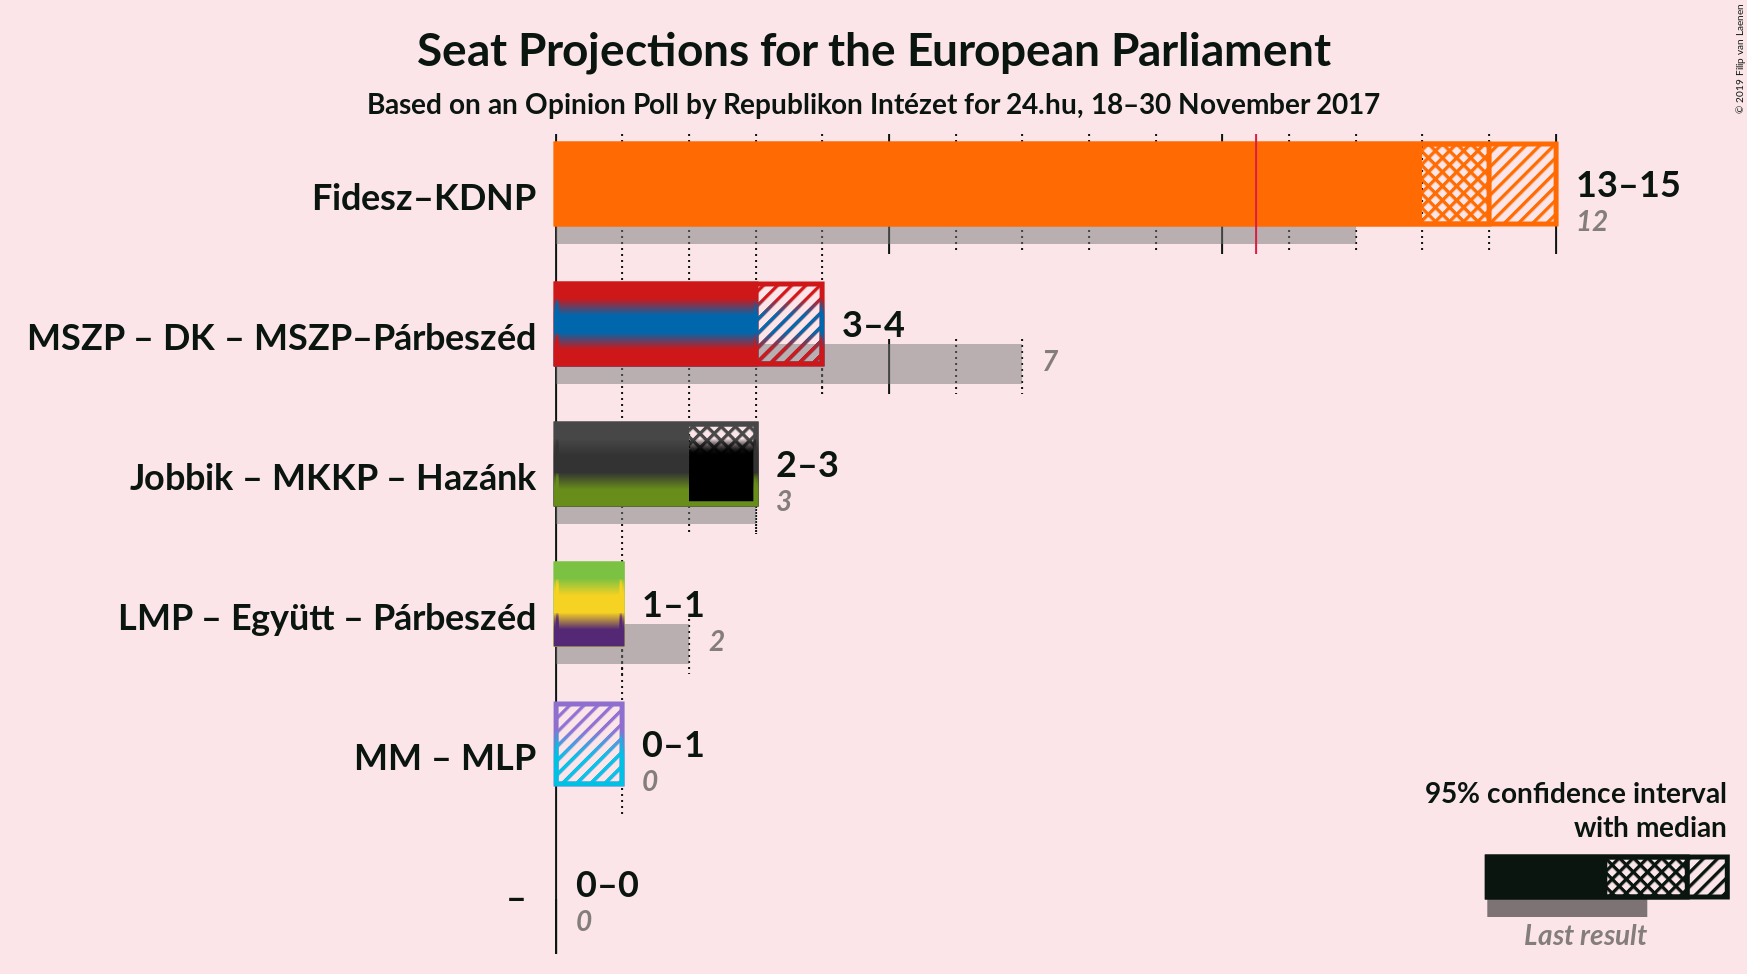 Seat Projections for the European Parliament
Based on an Opinion Poll by Republikon Intézet for 24.hu, 18–30 November 2017
© 2019 Filip van Laenen
Fidesz–KDNP
13–15
12
MSZP – DK – MSZP–Párbeszéd
3–4
7
Jobbik – MKKP – Hazánk
2–3
3
LMP – Együtt – Párbeszéd
1–1
2
MM – MLP
0–1
0
–
0–0
0
95% confidence interval
with median
Last result